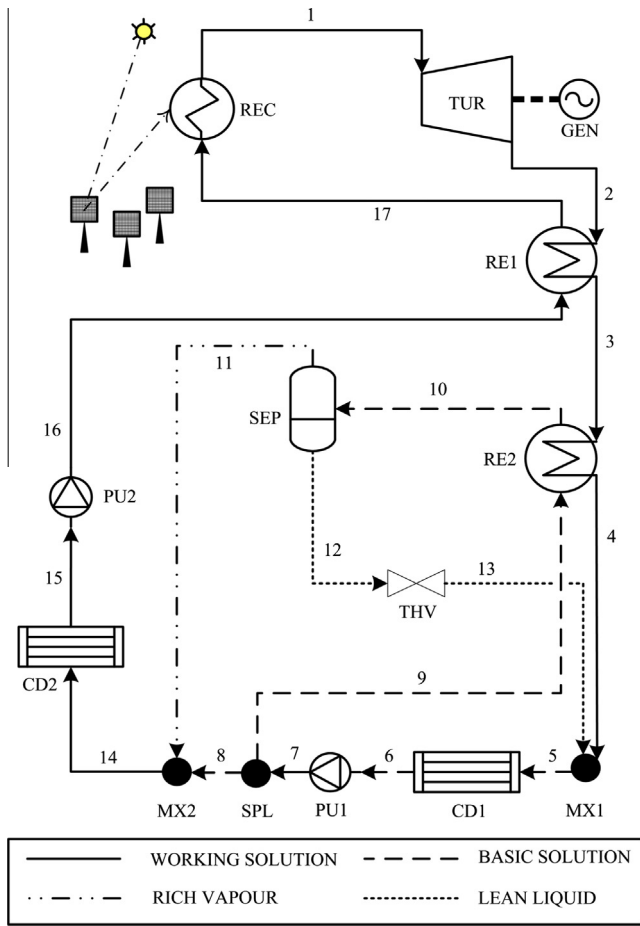 1
REC
TUR
GEN
2
17
RE1
3
11
10
SEP
16
RE2
PU2
4
12
13
15
THV
CD2
9
14
8
7
6
5
MX2
SPL
PU1
CD1
MX1
WORKING SOLUTION
BASIC SOLUTION
RICH VAPOUR
LEAN LIQUID